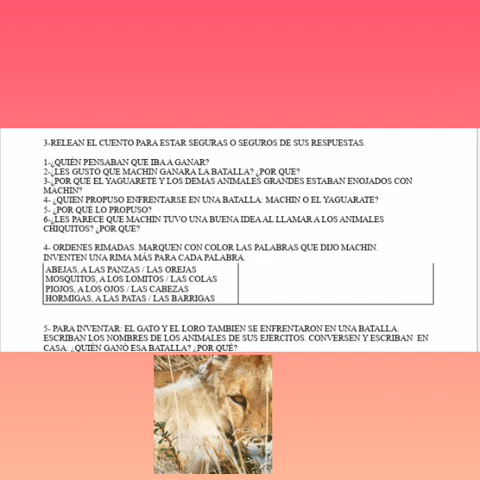 3-RELEAN EL CUENTO PARA ESTAR SEGURAS O SEGUROS DE SUS RESPUESTAS.
1-¿QUIÉN PENSABAN QUE IBA A GANAR?
2-¿LES GUSTO QUE MACHIN GANARA LA BATALLA? ¿POR QUÉ?
3-¿POR QUÉ EL YAGUARETE Y LOS DEMAS ANIMALES GRANDES ESTABAN ENOJADOS CON
MACHIN?
4- ¿QUIÉN PROPUSO ENFRENTARSE EN UNA BATALLA: MACHIN O EL YAGUARATE?
5- ¿POR QUÉ LO PROPUSO?
6-¿LES PARECE QUE MACHIN TUVO UNA BUENA IDEA AL LLAMAR A LOS ANIMALES
CHIQUITOS? ¿POR QUÉ?
4- ORDENES RIMADAS. MARQUEN CON COLOR LAS PALABRAS QUE DIJO MACHIN.
INVENTEN UNA RIMA MÁS PARA CADA PALABRA.
ABEJAS, A LAS PANZAS / LAS OREJAS
MOSQUITOS, A LOS LOMITOS / LAS COLAS
PIOJOS, A LOS OJOS / LAS CABEZAS
HORMIGAS, A LAS PATAS / LAS BARRIGAS
5- PARA INVENTAR: EL GATO Y EL LORO TAMBIEN SE ENFRENTARON EN UNA BATALLA.
ESCRIBAN LOS NOMBRES DE LOS ANIMALES DE SUS EJERCITOS. CONVERSEN Y ESCRIBAN EN
CASA: ¿QUIÉN GANÓ ESA BATALLA? ¿POR QUÉ?